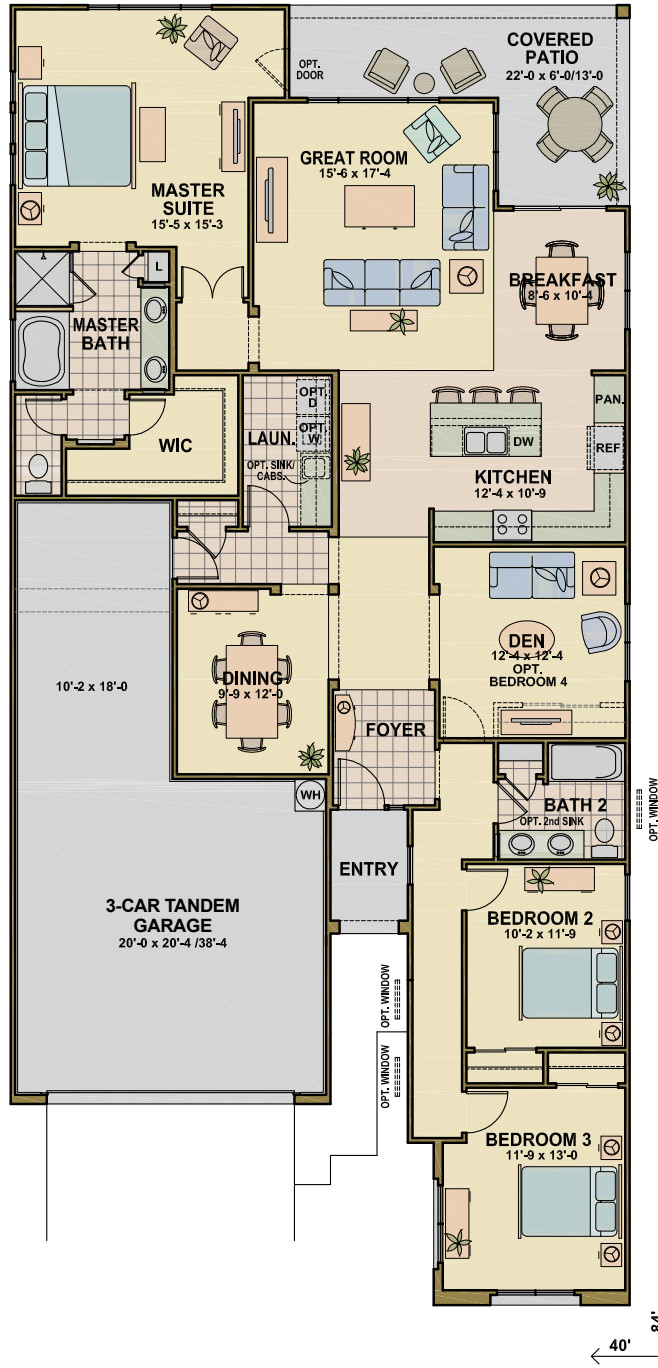 COVERED
PATIO
22'-0 x 6'-0/13'-0
OPT.
DOOR
GREAT ROOM
15'-6 x 17'-4
MASTER
SUITE
15'-5 x 15'-3
BREAKFAST
8'-6 x 10'-4
L
MASTER
BATH
PAN.
OPT.
D
OPT.
W
LAUN.
OPT. SINK/
CABS.
WIC
DW
REF
KITCHEN
12'-4 x 10'-9
DEN
12'-4 x 12'-4
OPT.
BEDROOM 4
10'-2 x 18'-0
DINING
9'-9 x 12'-0
FOYER
WH
BATH 2
OPT. 2nd SINK
OPT. WINDOW
ENTRY
3-CAR TANDEM
GARAGE
20'-0 x 20'-4 /38'-4
BEDROOM 2
10'-2 x 11'-9
OPT. WINDOW
OPT. WINDOW
BEDROOM 3
11'-9 x 13'-0
84'
40'